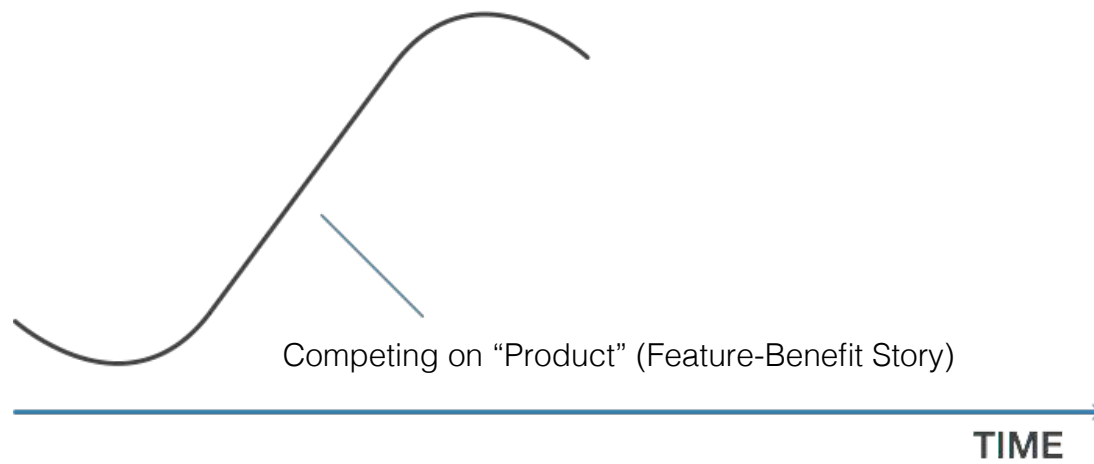 Competing on “Product” (Feature-Benefit Story)
TIME